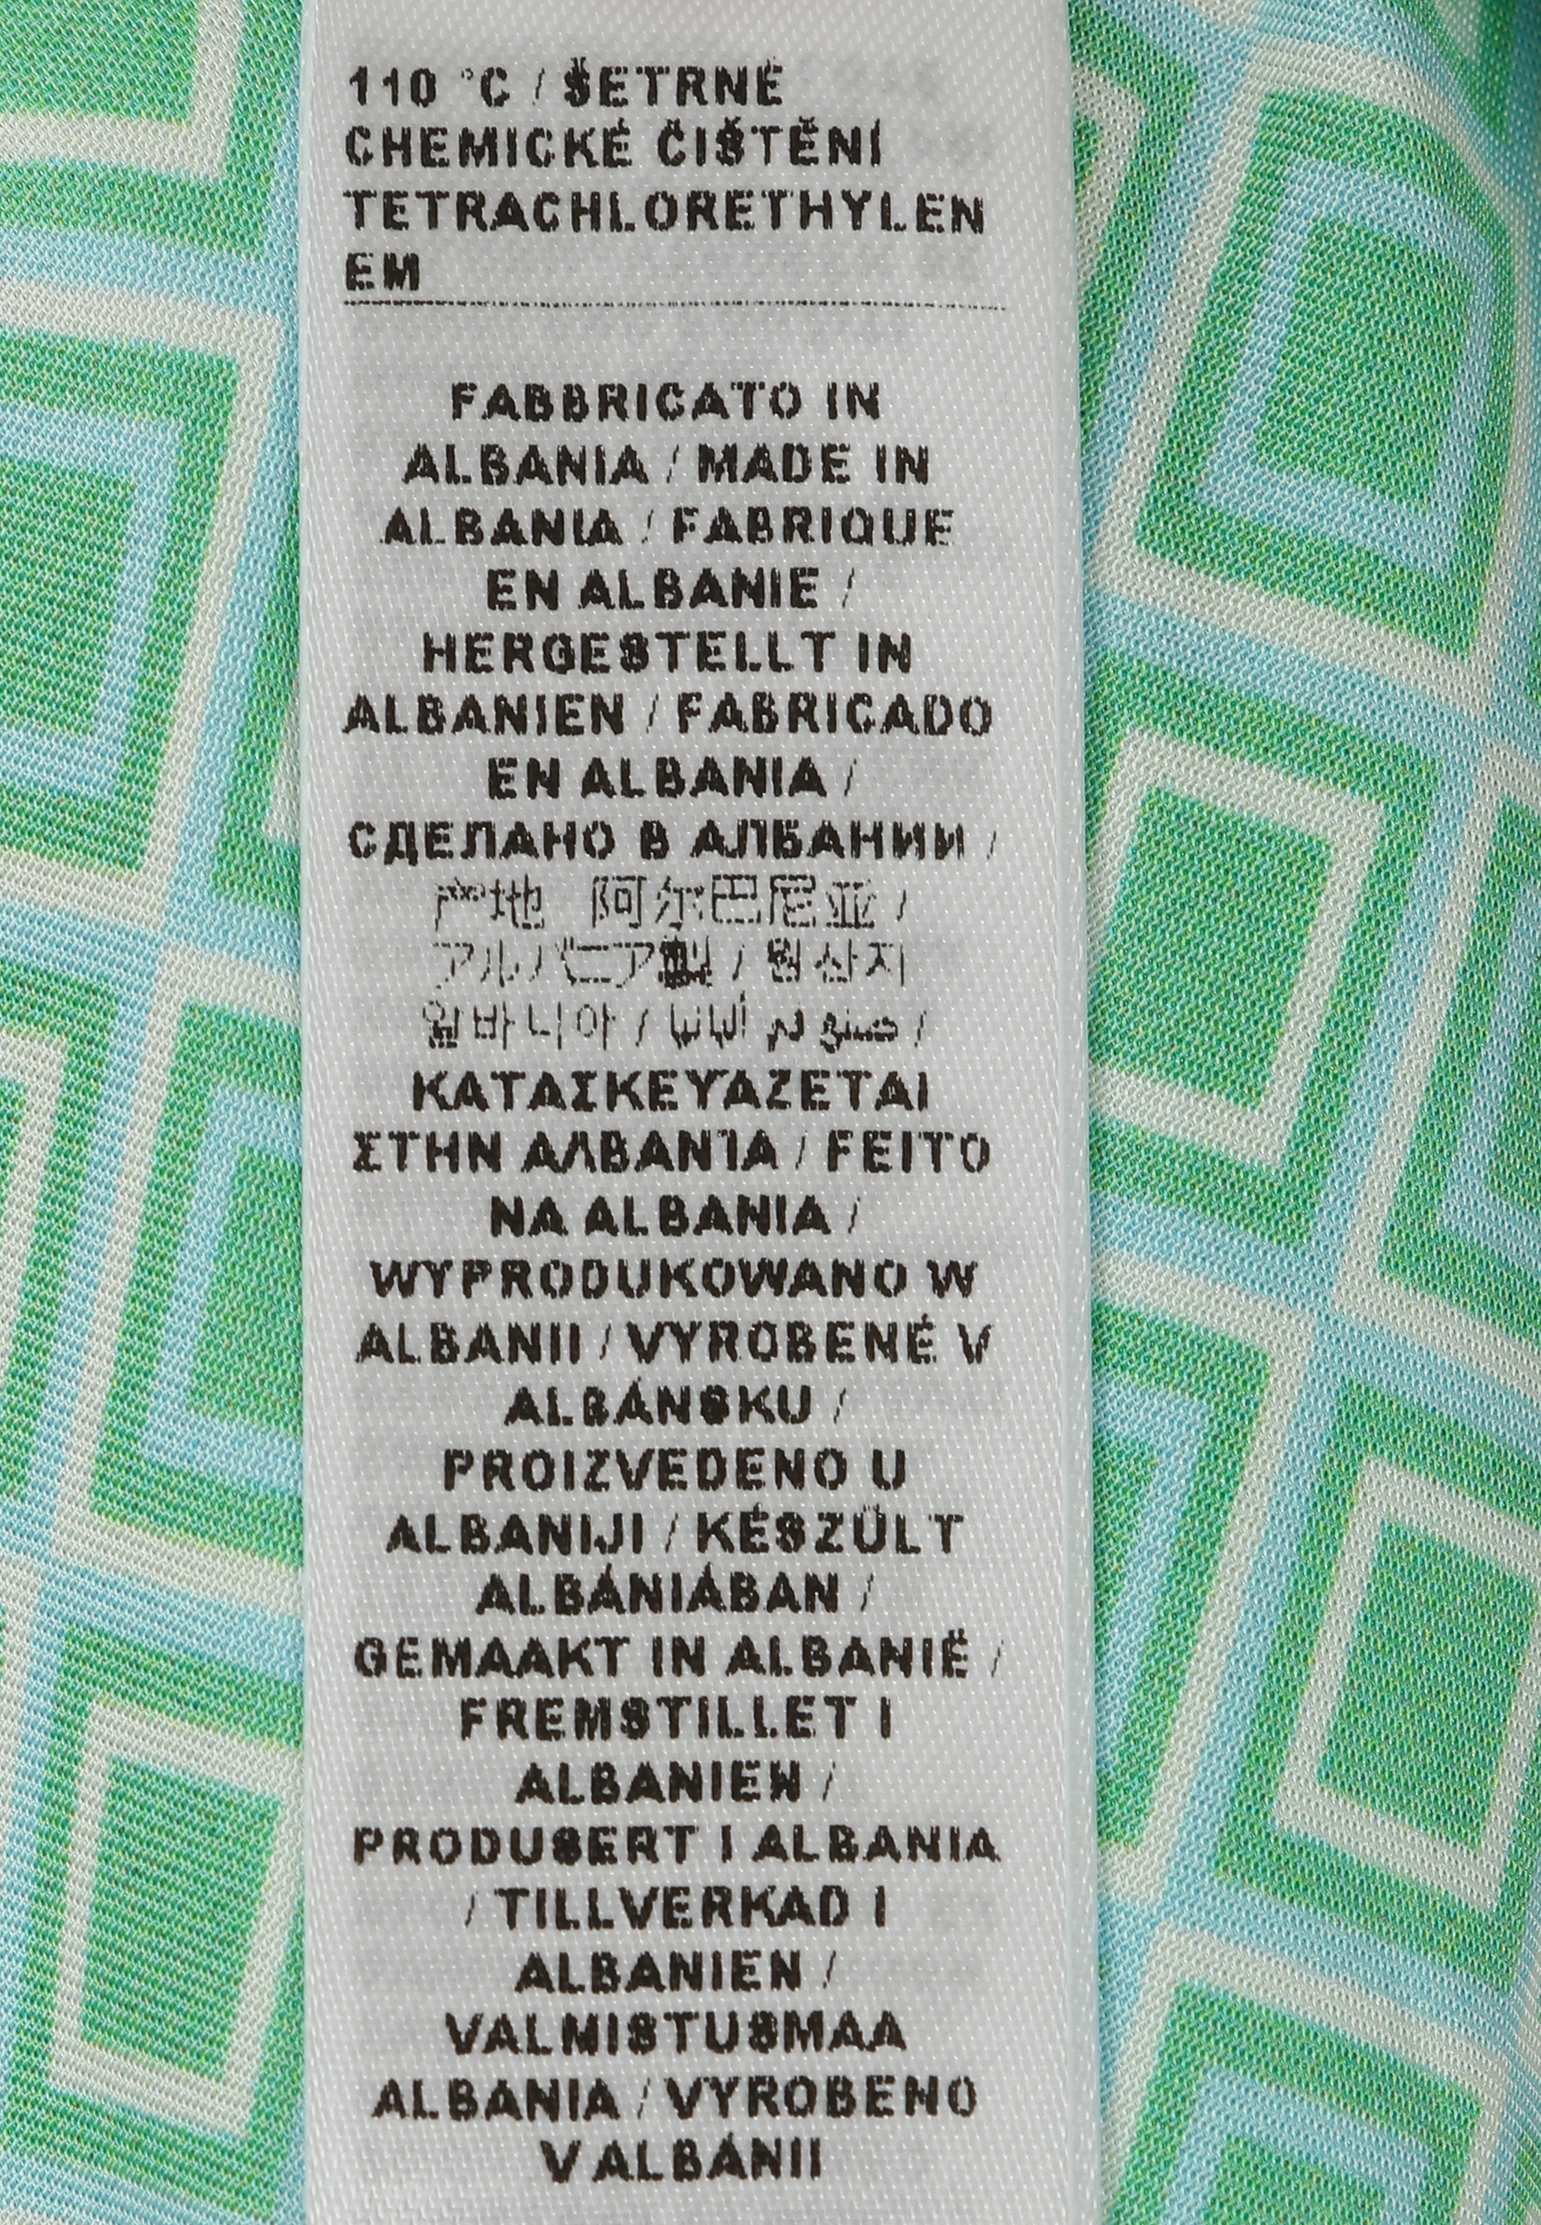 110 °C / ŠETRNÉ
CHEMICKÉ ČIŠTĚNÍ
TETRACHLORETHYLEN
EM
FABBRICATO IN
ALBANIA / MADE IN
ALBANIA / FABRIQUE
EN ALBANIE /
HERGESTELLT IN
ALBANIEN / FABRICADO
EN ALBANIA /
СДЕЛАНО В АЛБАНИИ /
产地 阿尔巴尼亚 /
アルバニア製 / 원산지
알바니아 / صنع في ألبانيا /
ΚΑΤΑΣΚΕΥΑΖΕΤΑΙ
ΣΤΗΝ ΑΛΒΑΝΊΑ / FEITO
NA ALBANIA /
WYPRODUKOWANO W
ALBANII / VYROBENÉ V
ALBÁNSKU /
PROIZVEDENO U
ALBANIJI / KÉSZÜLT
ALBÁNIÁBAN /
GEMAAKT IN ALBANIË /
FREMSTILLET I
ALBANIEN /
PRODUSERT I ALBANIA
/ TILLVERKAD I
ALBANIEN /
VALMISTUSMAA
ALBANIA / VYROBENO
V ALBÁNII